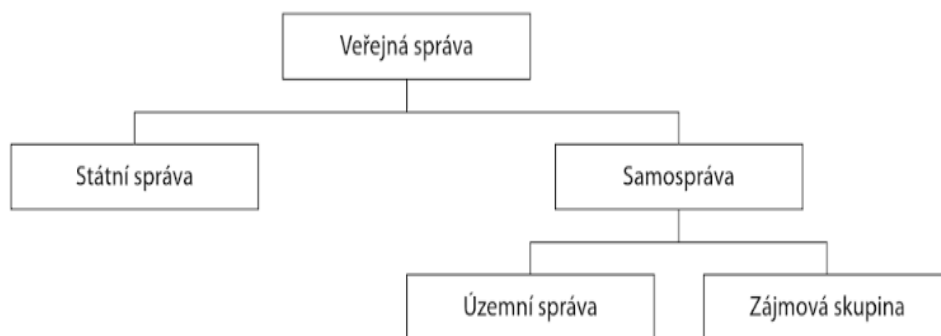 Veřejná správa
Státní správa
Samospráva
Územní správa
Zájmová skupina